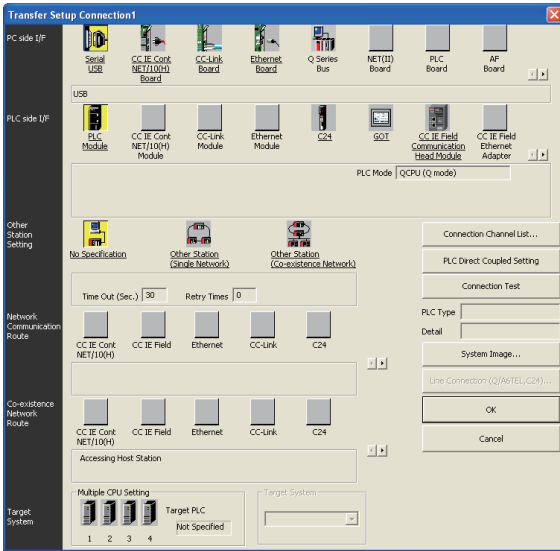 Transfer Setup Connection1
PC side I/F
Serial
USB
CC IE Cont
NET/10(H)
Board
CC-Link
Board
Ethernet
Board
Q Series
Bus
NET(II)
Board
PLC
Board
AF
Board
USB
PLC side I/F
PLC
Module
CC IE Cont
NET/10(H)
Module
CC-Link
Module
Ethernet
Module
C24
GOT
CC IE Field
Communication
Head Module
CC IE Field
Ethernet
Adapter
PLC Mode QCPU (Q mode)
Other
Station
Setting
No Specification
Other Station
(Single Network)
Other Station
(Co-existence Network)
Time Out (Sec.) 30 Retry Times 0
Connection Channel List...
PLC Direct Coupled Setting
Connection Test
PLC Type
Detail
System Image...
Line Connection (Q/A6TEL,C24)...
OK
Cancel
Network
Communication
Route
CC IE Cont
NET/10(H)
CC IE Field
Ethernet
CC-Link
C24
Co-existence
Network
Route
CC IE Cont
NET/10(H)
CC IE Field
Ethernet
CC-Link
C24
Accessing Host Station
Target
System
Multiple CPU Setting
1 2 3 4
Target PLC
Not Specified
Target System